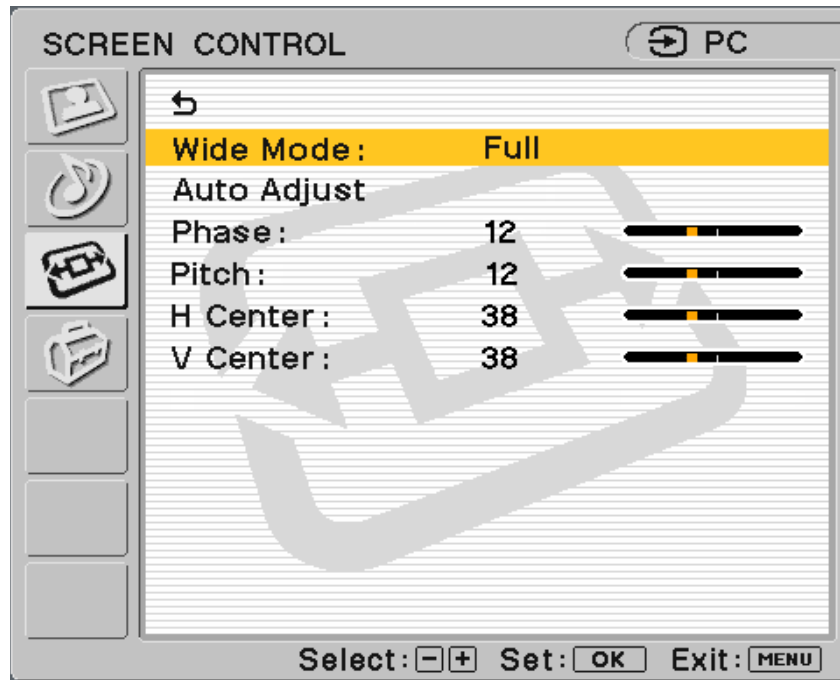 SCREEN CONTROL PC
Wide Mode: Full
Auto Adjust
Phase: 12
Pitch: 12
H Center: 38
V Center: 38
Select: - + Set: OK Exit: MENU